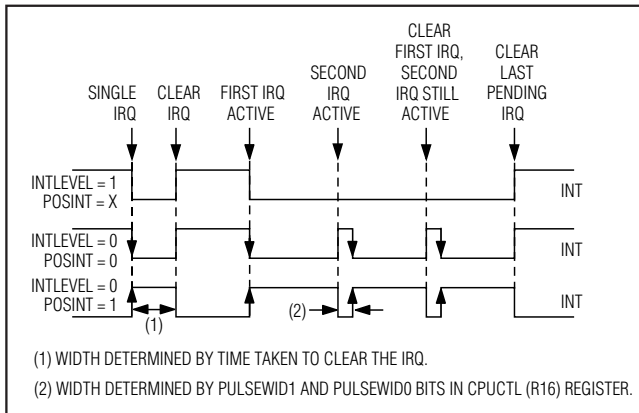 SINGLE
IRQ
CLEAR
IRQ
FIRST IRQ
ACTIVE
SECOND
IRQ
ACTIVE
CLEAR
FIRST IRQ,
SECOND
IRQ STILL
ACTIVE
CLEAR
LAST
PENDING
IRQ
INTLEVEL = 1
POSINT = X
INT
INTLEVEL = 0
POSINT = 0
INT
INTLEVEL = 0
POSINT = 1
(1)
(2)
INT
(1) WIDTH DETERMINED BY TIME TAKEN TO CLEAR THE IRQ.
(2) WIDTH DETERMINED BY PULSEWID1 AND PULSEWID0 BITS IN CPUCTL (R16) REGISTER.